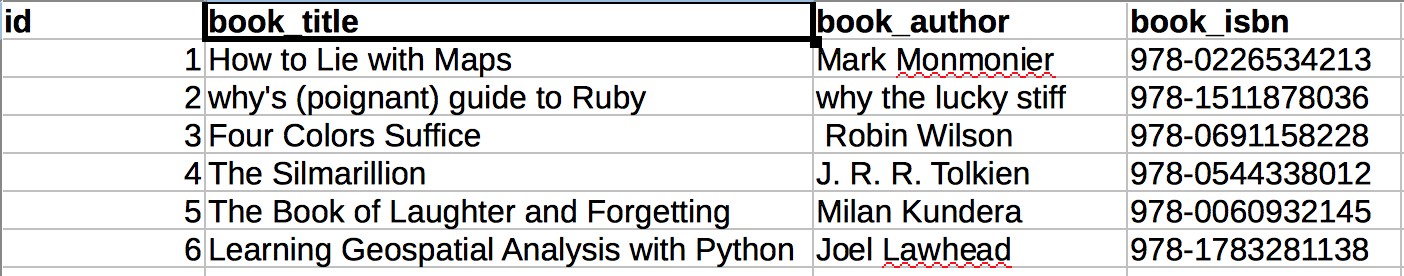 id book_title book_author book_isbn
1 How to Lie with Maps Mark Monmonier 978-0226534213
2 why's (poignant) guide to Ruby why the lucky stiff 978-1511878036
3 Four Colors Suffice Robin Wilson 978-0691158228
4 The Silmarillion J. R. R. Tolkien 978-0544338012
5 The Book of Laughter and Forgetting Milan Kundera 978-0060932145
6 Learning Geospatial Analysis with Python Joel Lawhead 978-1783281138